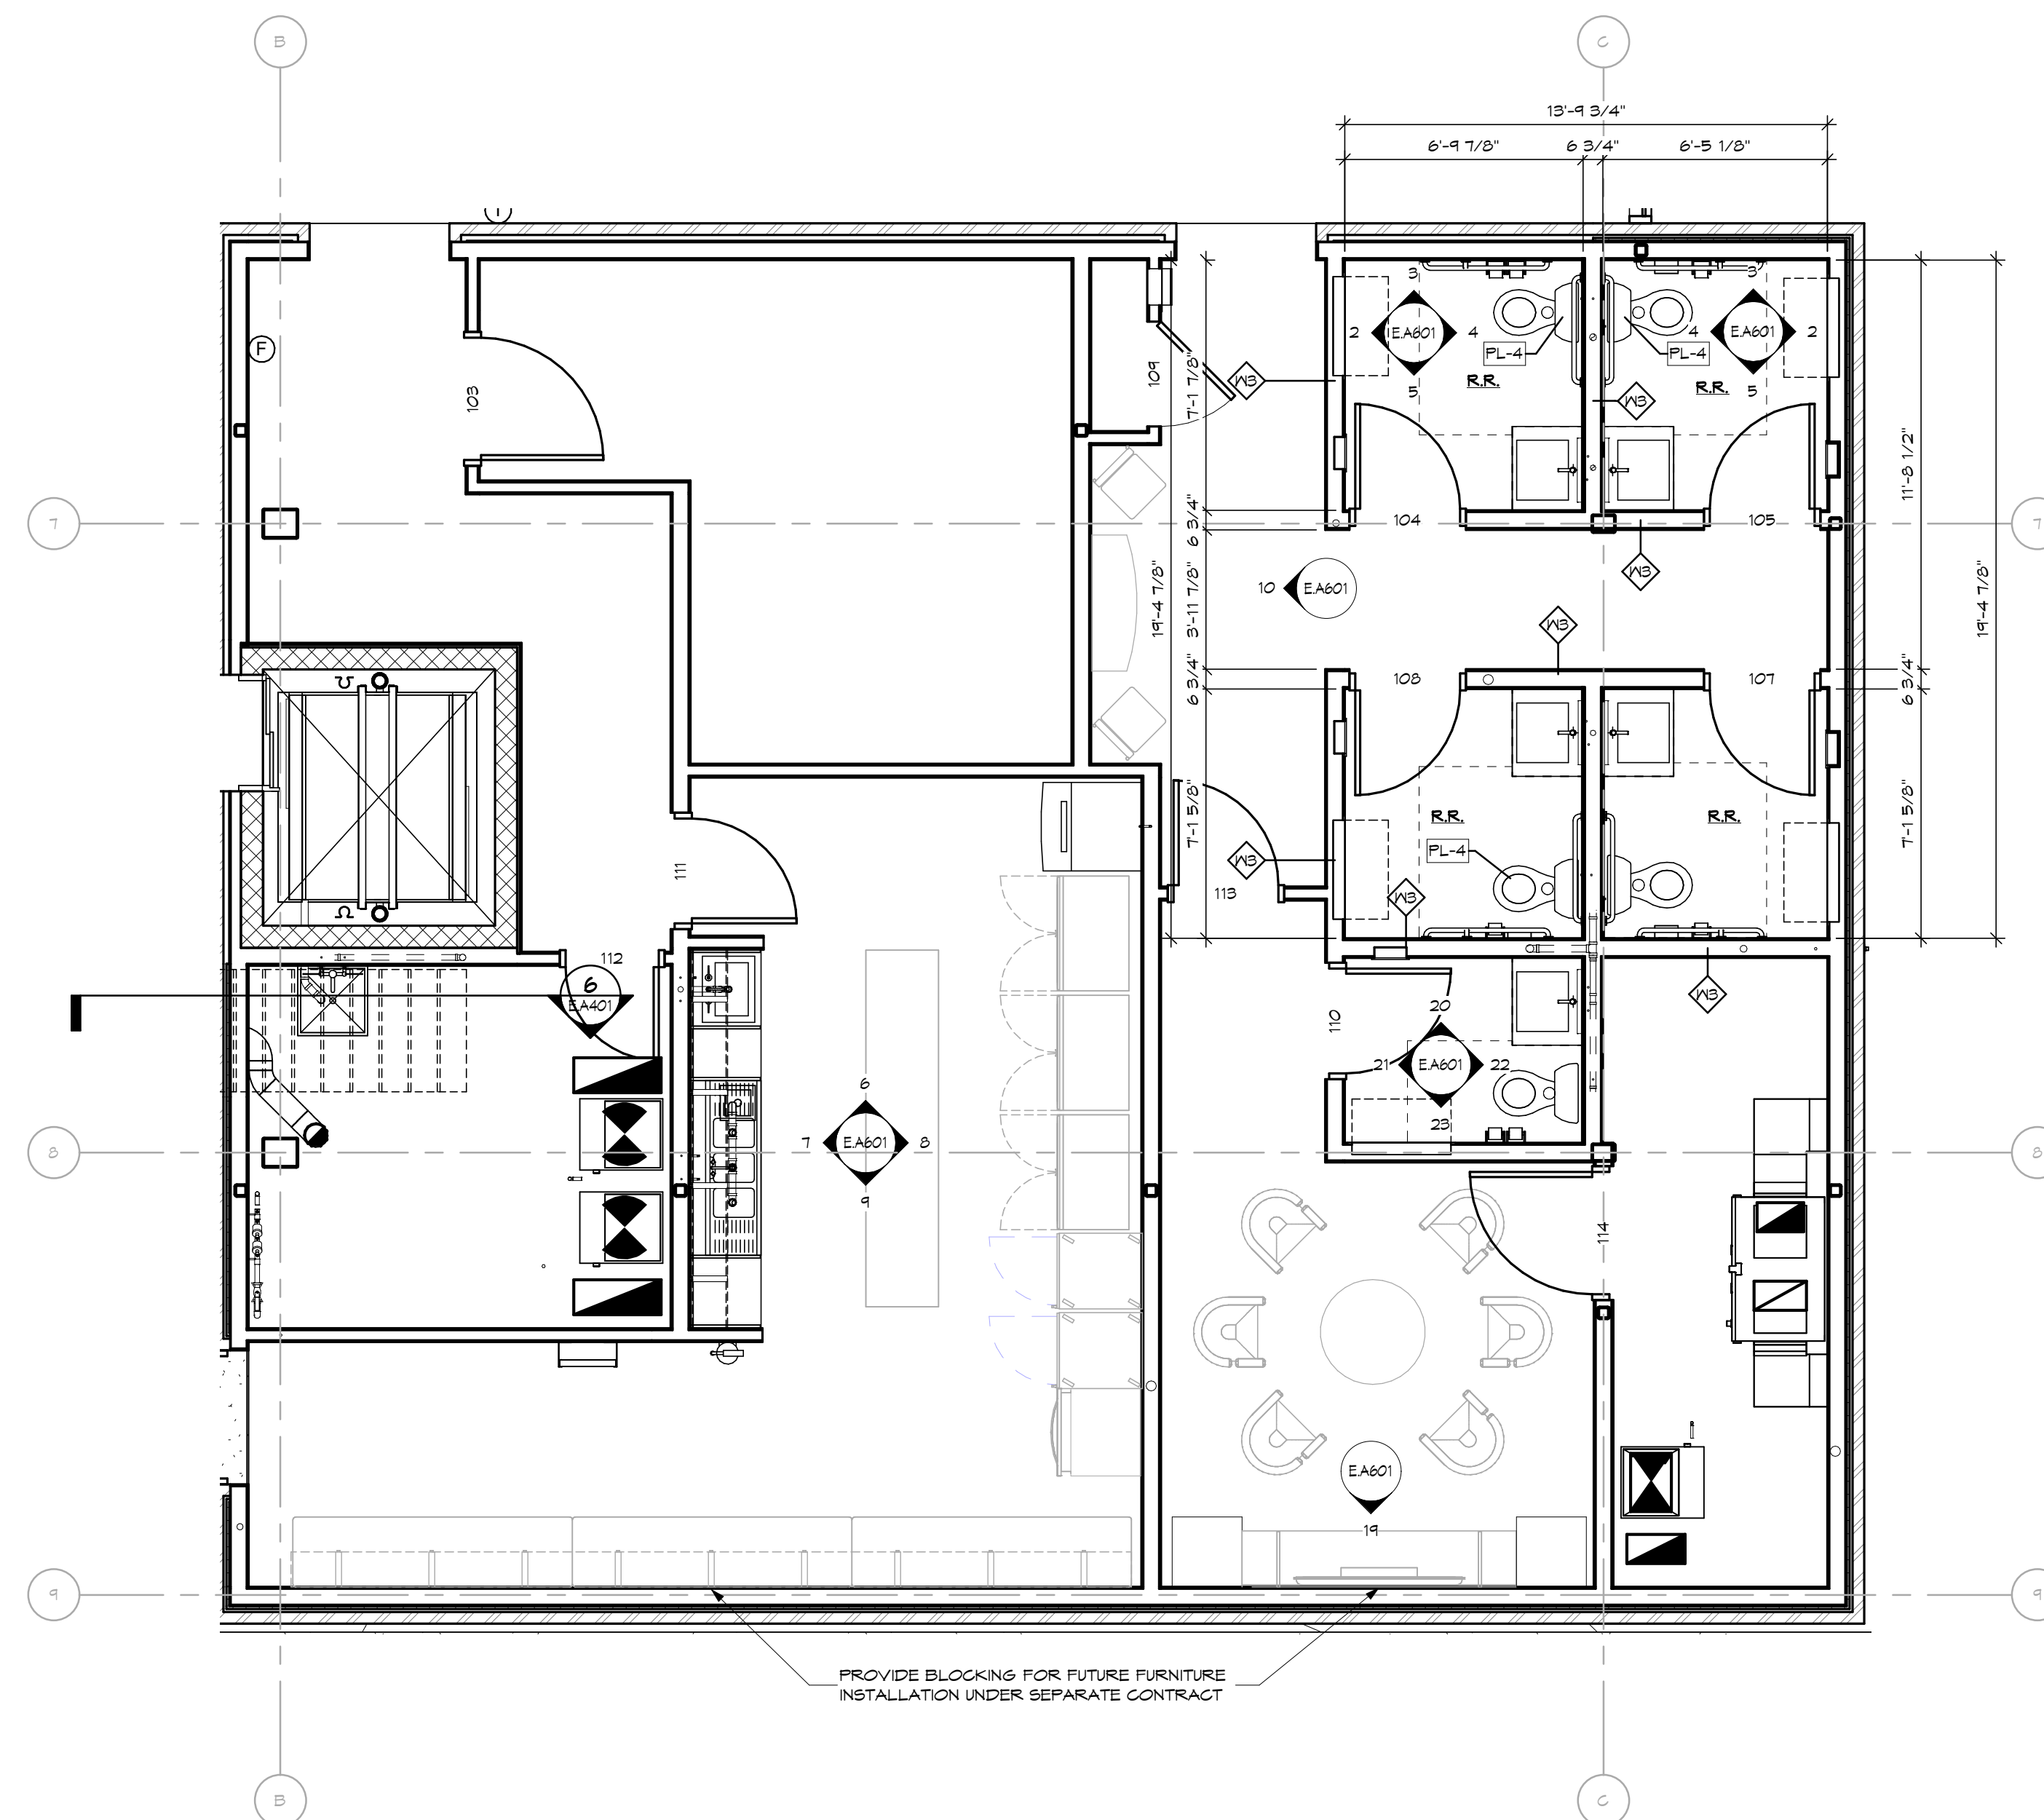 B
C
13'-9 3/4"
6'-9 7/8"
6 3/4"
6'-5 1/8"
3
3
2
E.A601
4
4
E.A601
2
PL-4
PL-4
F
R.R.
R.R.
5
5
W3
W3
103
109
7'-1 7/8"
11'-8 1/2"
7
104
105
7
6 3/4"
W3
10
E.A601
19'-4 7/8"
3'-11 7/8"
19'-4 7/8"
W3
108
107
6 3/4"
6 3/4"
R.R.
R.R.
PL-4
7'-1 5/8"
7'-1 5/8"
111
W3
113
W3
112
6
E.A401
W3
20
110
21
E.A601
22
23
6
7
E.A601
8
9
8
8
114
E.A601
19
9
9
PROVIDE BLOCKING FOR FUTURE FURNITURE
INSTALLATION UNDER SEPARATE CONTRACT
B
C